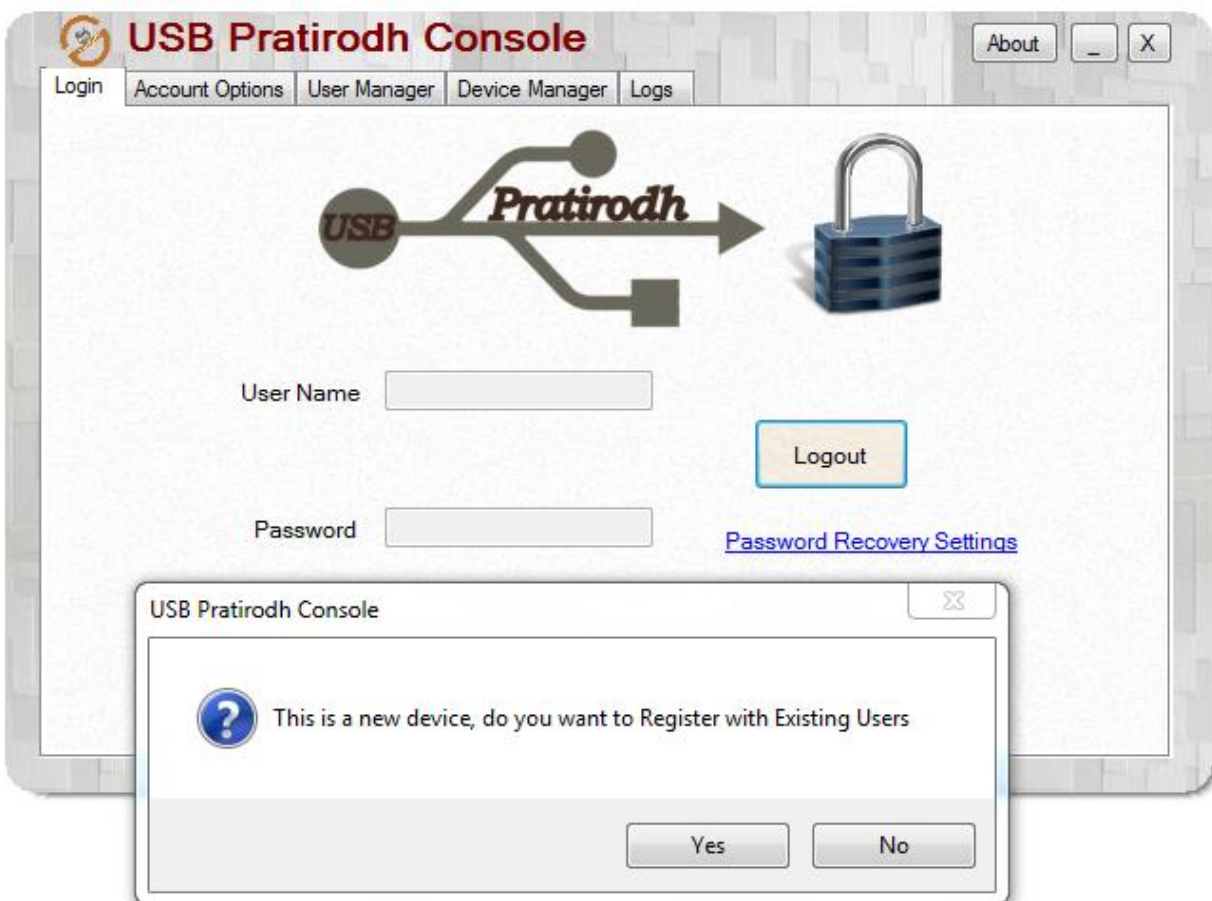 USB Pratirodh Console
About _ X
Login Account Options User Manager Device Manager Logs
USB Pratirodh
User Name
Logout
Password
Password Recovery Settings
USB Pratirodh Console
This is a new device, do you want to Register with Existing Users
Yes No